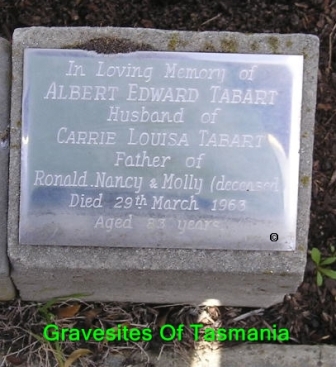 In Loving Memory of
ALBERT EDWARD TABART
Husband of
CARRIE LOUISA TABART
Father of
Ronald, Nancy & Molly (deceased
Died 29th March 1963
Aged 83 years
©
Gravesites Of Tasmania